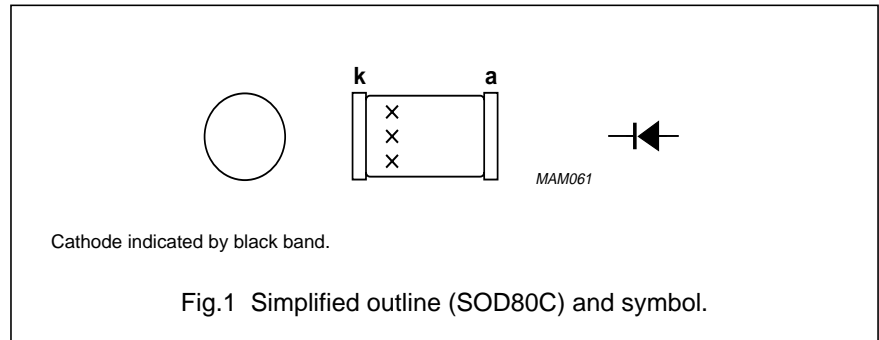 k a
MAM061
Cathode indicated by black band.
Fig.1 Simplified outline (SOD80C) and symbol.